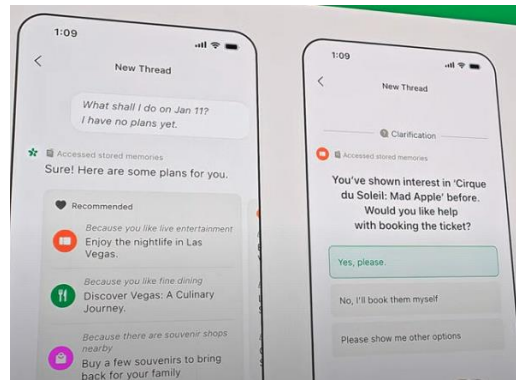 1:09
New Thread
What shall I do on Jan 11?
I have no plans yet.
Accessed stored memories
Sure! Here are some plans for you.
Recommended
Because you like live entertainment
Enjoy the nightlife in Las
Vegas.
Because you like fine dining
Discover Vegas: A Culinary
Journey.
Because there are souvenir shops
nearby
Buy a few souvenirs to bring
back for your family
1:09
New Thread
Clarification
Accessed stored memories
You've shown interest in 'Cirque
du Soleil: Mad Apple' before.
Would you like help
with booking the ticket?
Yes, please.
No, I'll book them myself
Please show me other options